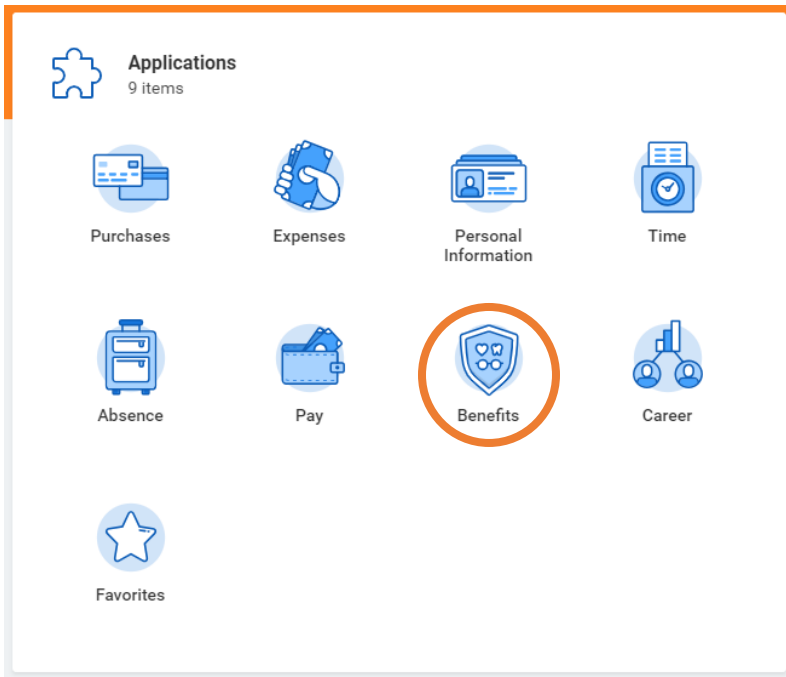 Applications
9 items
Purchases
Expenses
Personal
Information
Time
Absence
Pay
Benefits
Career
Favorites